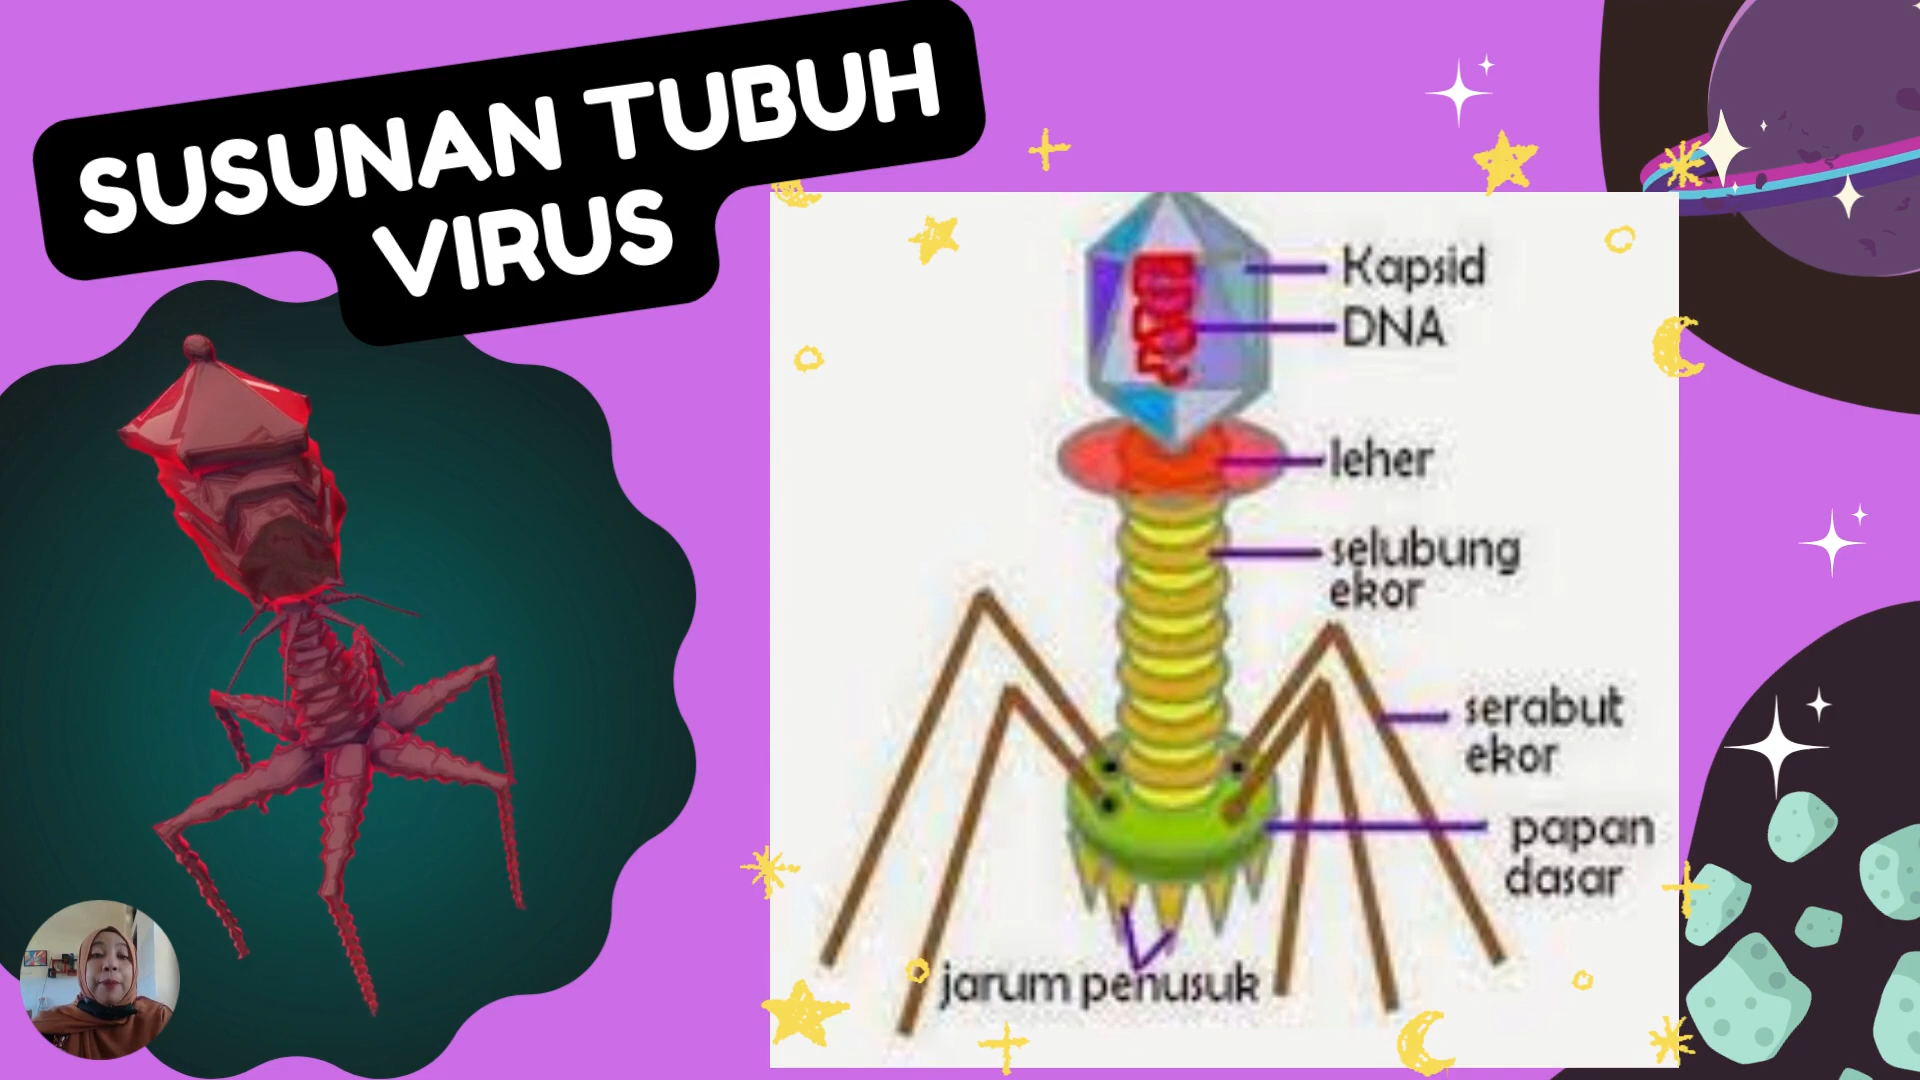 SUSUNAN TUBUH
VIRUS
Kapsid
DNA
leher
selubung
ekor
serabut
ekor
papan
dasar
jarum penusuk